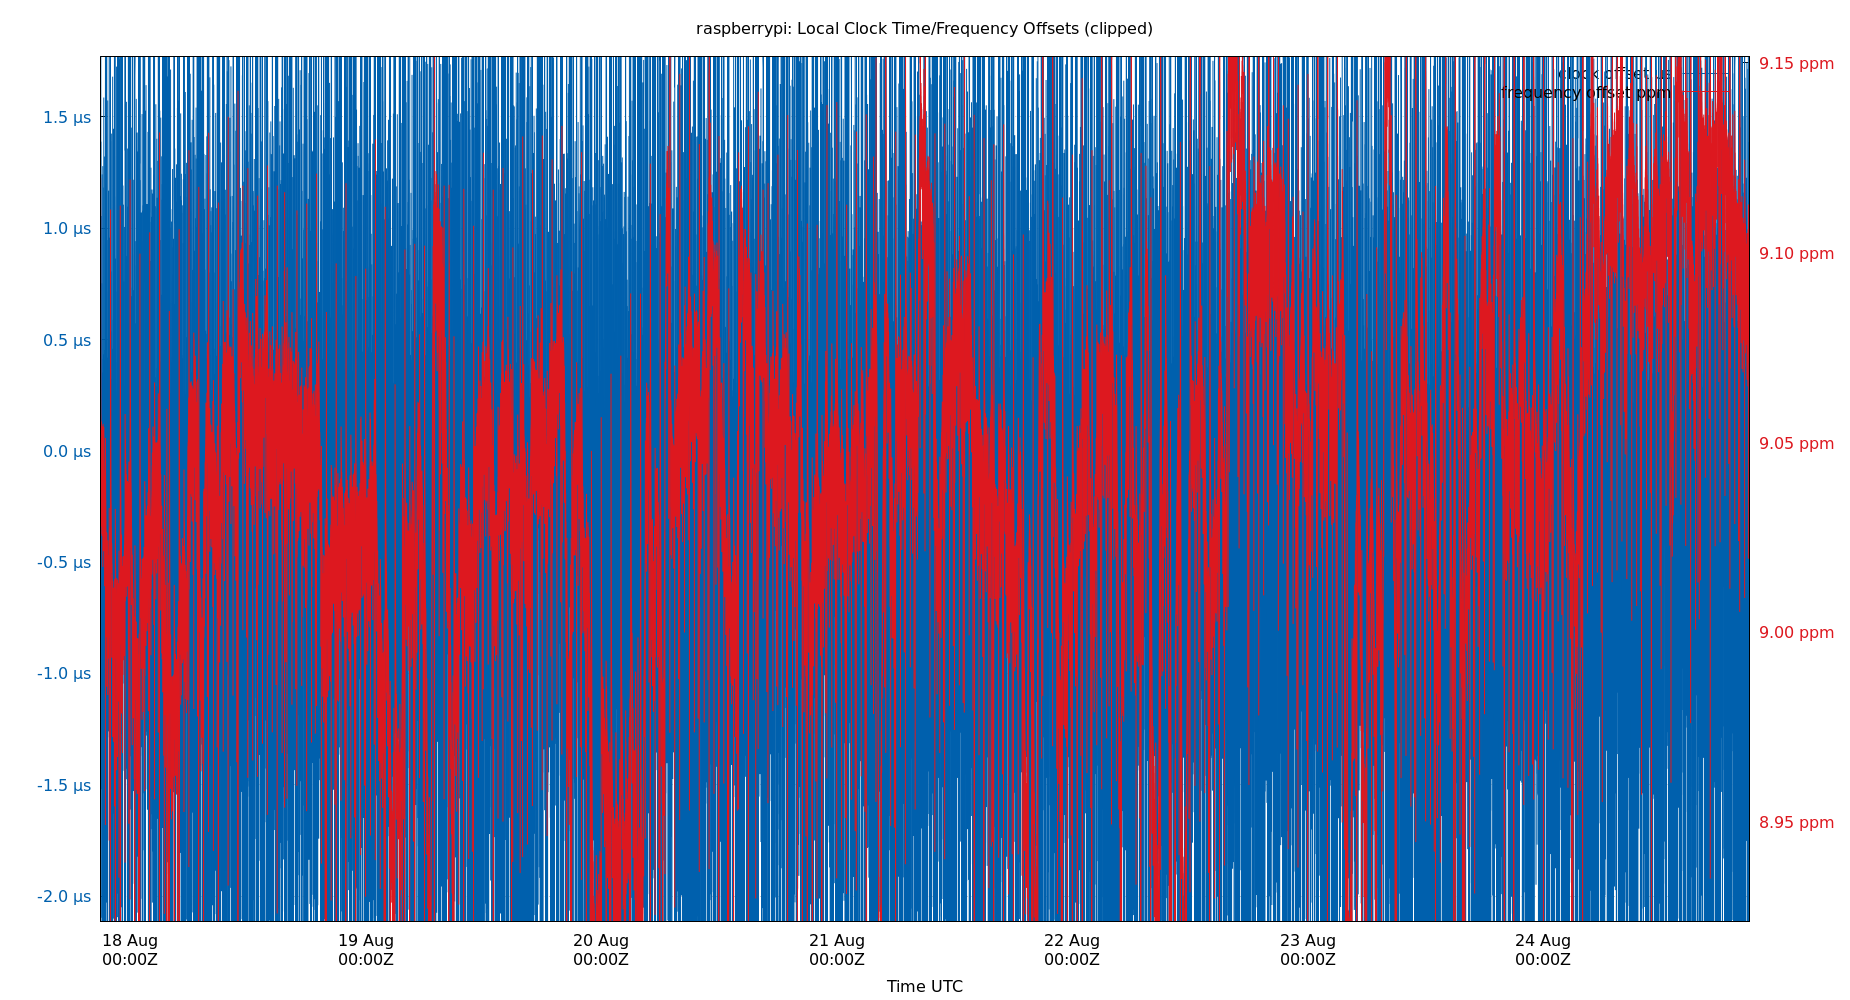 raspberrypi: Local Clock Time/Frequency Offsets (clipped)
9.15 ppm
clock offset µs
frequency offset ppm
1.5 µs
1.0 µs
9.10 ppm
0.5 µs
0.0 µs
9.05 ppm
-0.5 µs
9.00 ppm
-1.0 µs
-1.5 µs
8.95 ppm
-2.0 µs
18 Aug 19 Aug 20 Aug 21 Aug 22 Aug 23 Aug 24 Aug
00:00Z 00:00Z 00:00Z 00:00Z 00:00Z 00:00Z 00:00Z
Time UTC